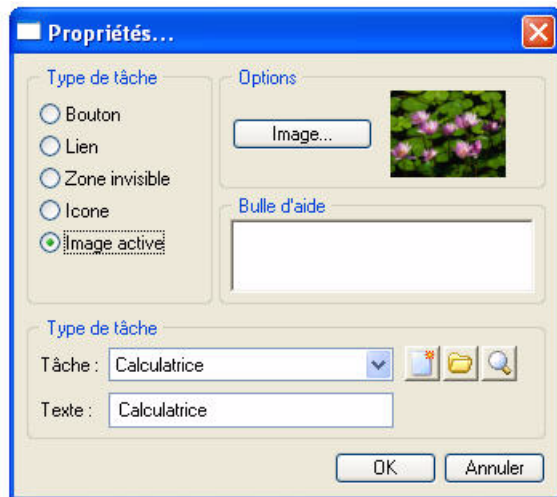 Propriétés...
Type de tâche
Bouton
Lien
Zone invisible
Icone
Image active
Options
Image...
Bulle d'aide
Type de tâche
Tâche : Calculatrice
Texte : Calculatrice
OK Annuler